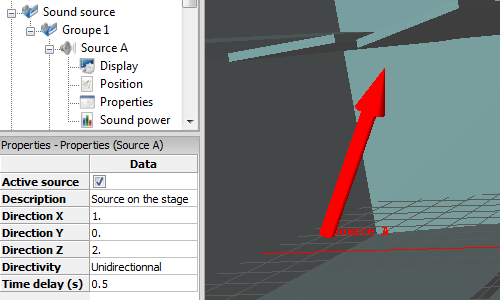 Sound source
Groupe 1
Source A
Display
Position
Properties
Sound power
Properties - Properties (Source A)
Data
Active source
Description Source on the stage
Direction X 1.
Direction Y 0.
Direction Z 2.
Directivity Unidirectionnal
Time delay (s) 0.5
Source A